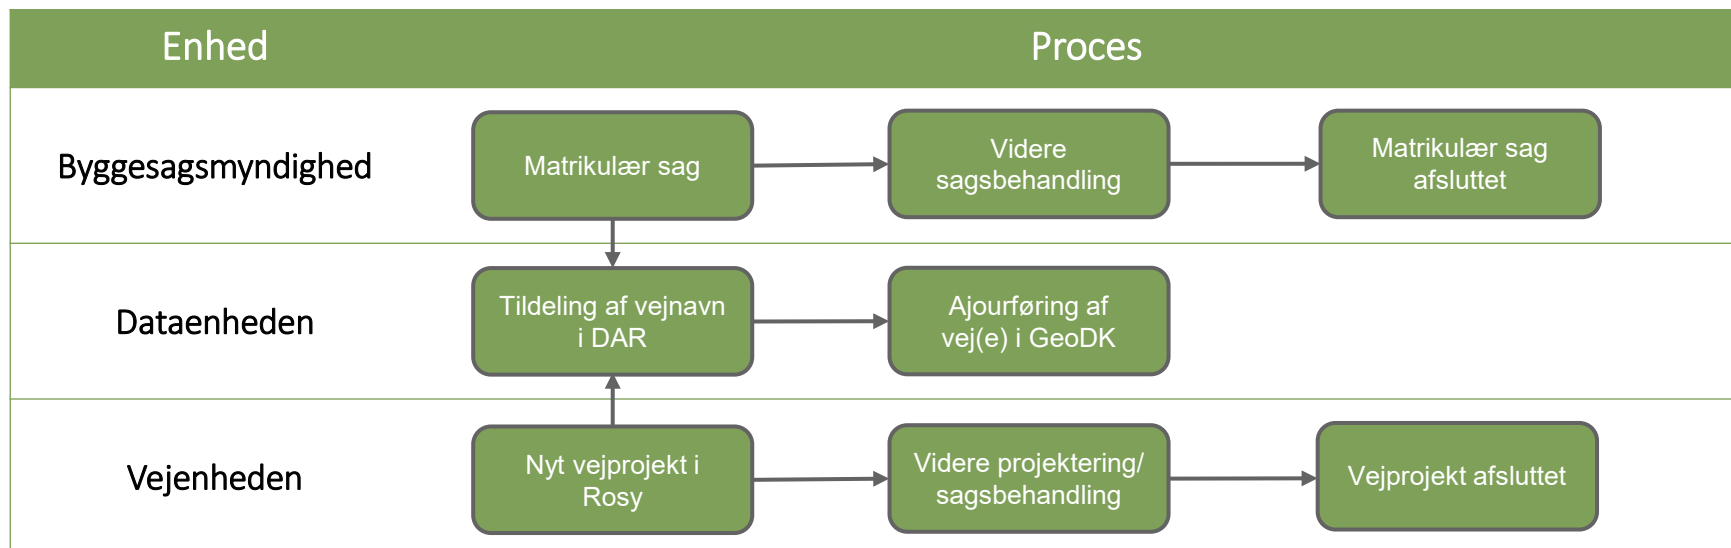 Enhed
Proces
Byggesagsmyndighed
Matrikulær sag
Videre
sagsbehandling
Matrikulær sag
afsluttet
Dataenheden
Tildeling af vejnavn
i DAR
Ajourføring af
vej(e) i GeoDK
Vejenheden
Nyt vejprojekt i
Rosy
Videre projektering/
sagsbehandling
Vejprojekt afsluttet